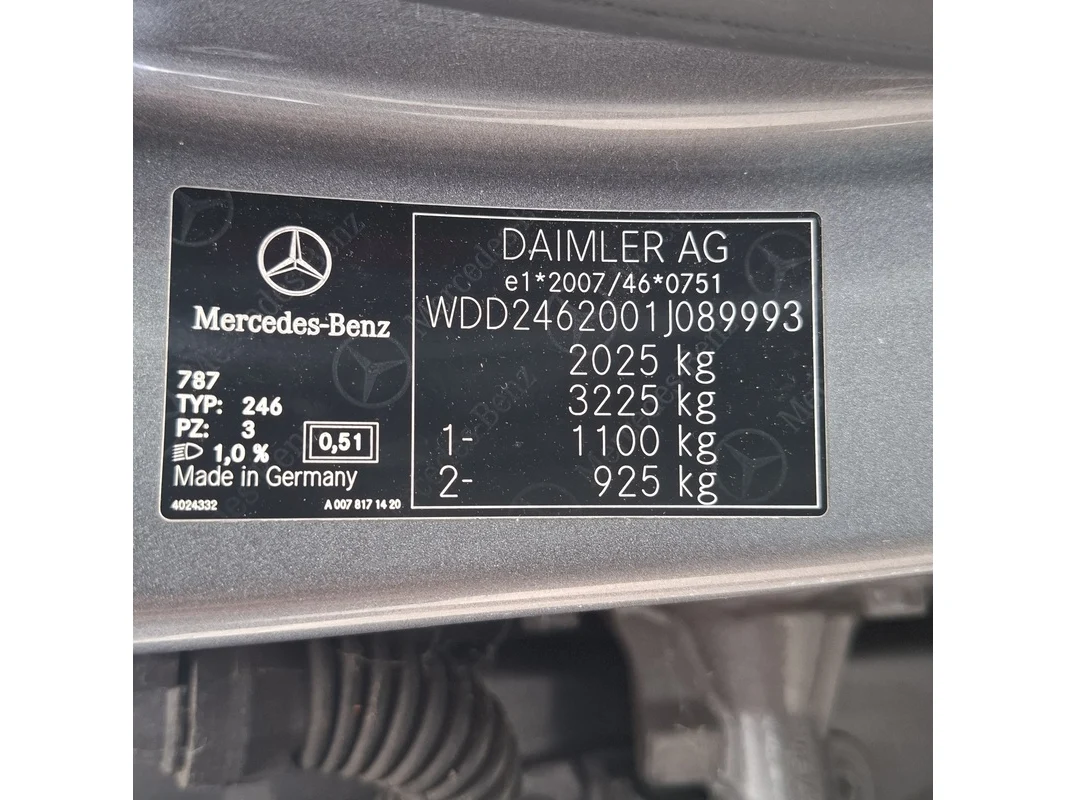 Mercedes-Benz
787
TYP: 246
PZ: 3
1,0 %
0,51
Made in Germany
4024332
A 007 817 14 20
DAIMLER AG
e1*2007/46*0751
WDD2462001J089993
2025 kg
3225 kg
1- 1100 kg
2- 925 kg